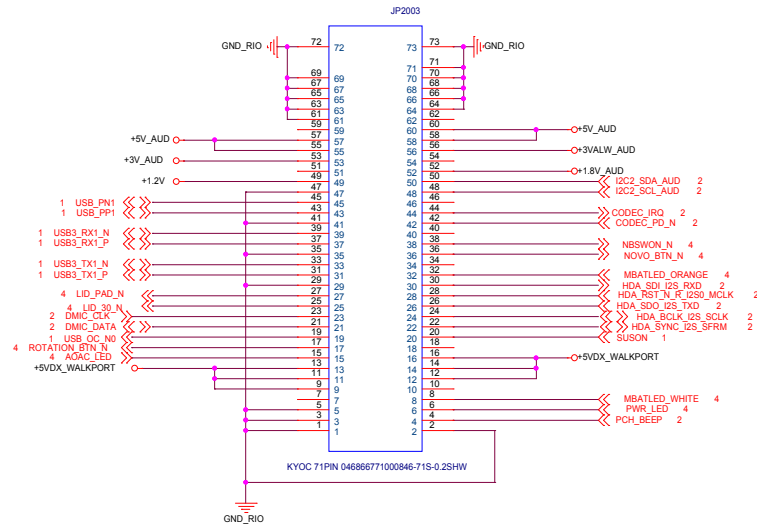 JP2003
GND_RIO 72 72 73 73 GND_RIO
71 71
69 69 70 70
67 67 68 68
65 65 66 66
63 63 64 64
61 61 62 62
59 59 60 60 +5V_AUD
+5V_AUD 57 57 58 58
55 55 56 56 +3VALW_AUD
+3V_AUD 53 53 54 54
51 51 52 52 +1.8V_AUD
+1.2V 49 49 50 50 I2C2_SDA_AUD 2
47 47 48 48 I2C2_SCL_AUD 2
1 USB_PN1 45 45 46 46
1 USB_PP1 43 43 44 44 CODEC_IRQ 2
41 41 42 42 CODEC_PD_N 2
1 USB3_RX1_N 39 39 40 40
1 USB3_RX1_P 37 37 38 38 NBSWON_N 4
35 35 36 36 NOVO_BTN_N 4
1 USB3_TX1_N 33 33 34 34
1 USB3_TX1_P 31 31 32 32 MBATLED_ORANGE 4
29 29 30 30 HDA_SDI_I2S_RXD 2
4 LID_PAD_N 27 27 28 28 HDA_RST_N_R_I2S0_MCLK 2
4 LID_30_N 25 25 26 26 HDA_SDO_I2S_TXD 2
2 DMIC_CLK 23 23 24 24 HDA_BCLK_I2S_SCLK 2
2 DMIC_DATA 21 21 22 22 HDA_SYNC_I2S_SFRM 2
1 USB_OC_N0 19 19 20 20 SUSON 1
4 ROTATION_BTN_N 17 17 18 18
4 AOAC_LED 15 15 16 16 +5VDX_WALKPORT
+5VDX_WALKPORT 13 13 14 14
11 11 12 12
9 9 10 10
7 7 8 8 MBATLED_WHITE 4
5 5 6 6 PWR_LED 4
3 3 4 4 PCH_BEEP 2
1 1 2 2
KYOC 71PIN 046866771000846-71S-0.2SHW
GND_RIO